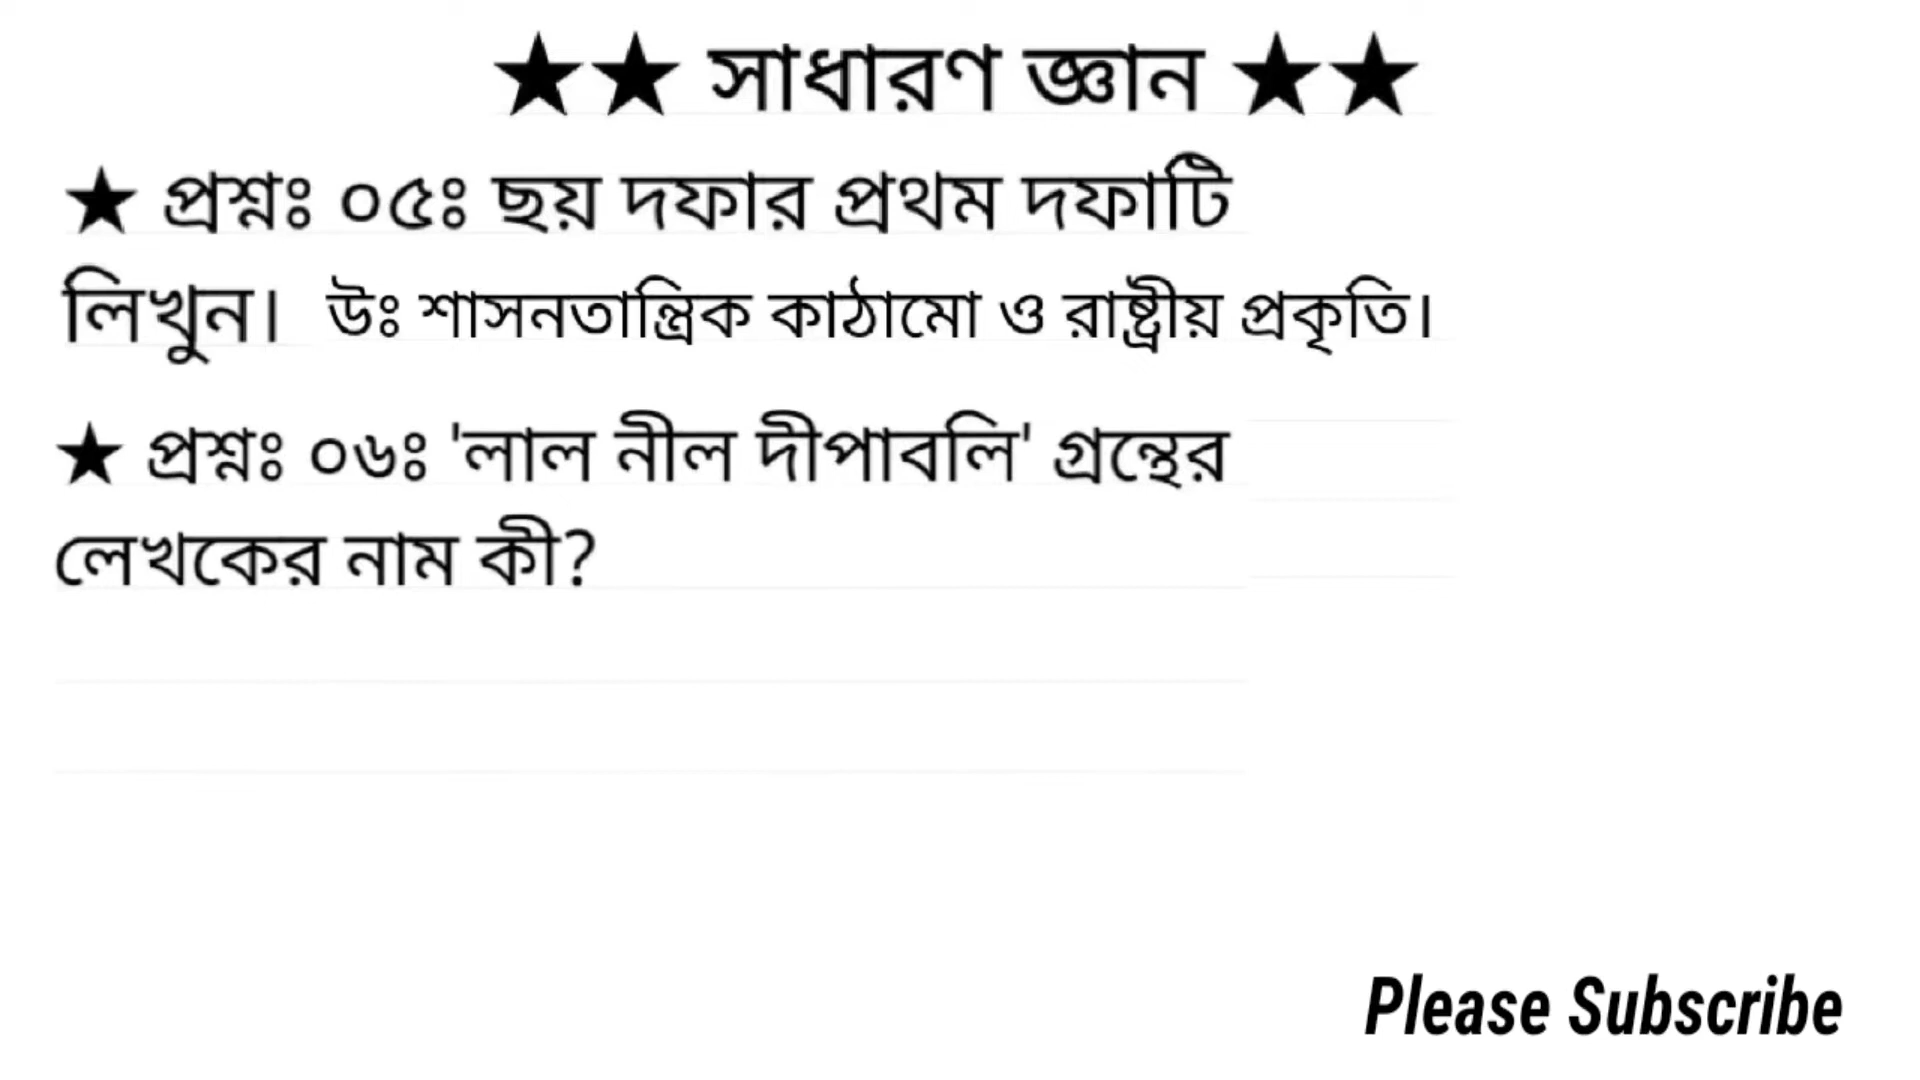 ★★ সাধারণ জ্ঞান ★★
★ প্রশ্নঃ ০৫ঃ ছয় দফার প্রথম দফাটি
লিখুন। উঃ শাসনতান্ত্রিক কাঠামো ও রাষ্ট্রীয় প্রকৃতি।
★ প্রশ্নঃ ০৬ঃ 'লাল নীল দীপাবলি' গ্রন্থের
লেখকের নাম কী?
Please Subscribe